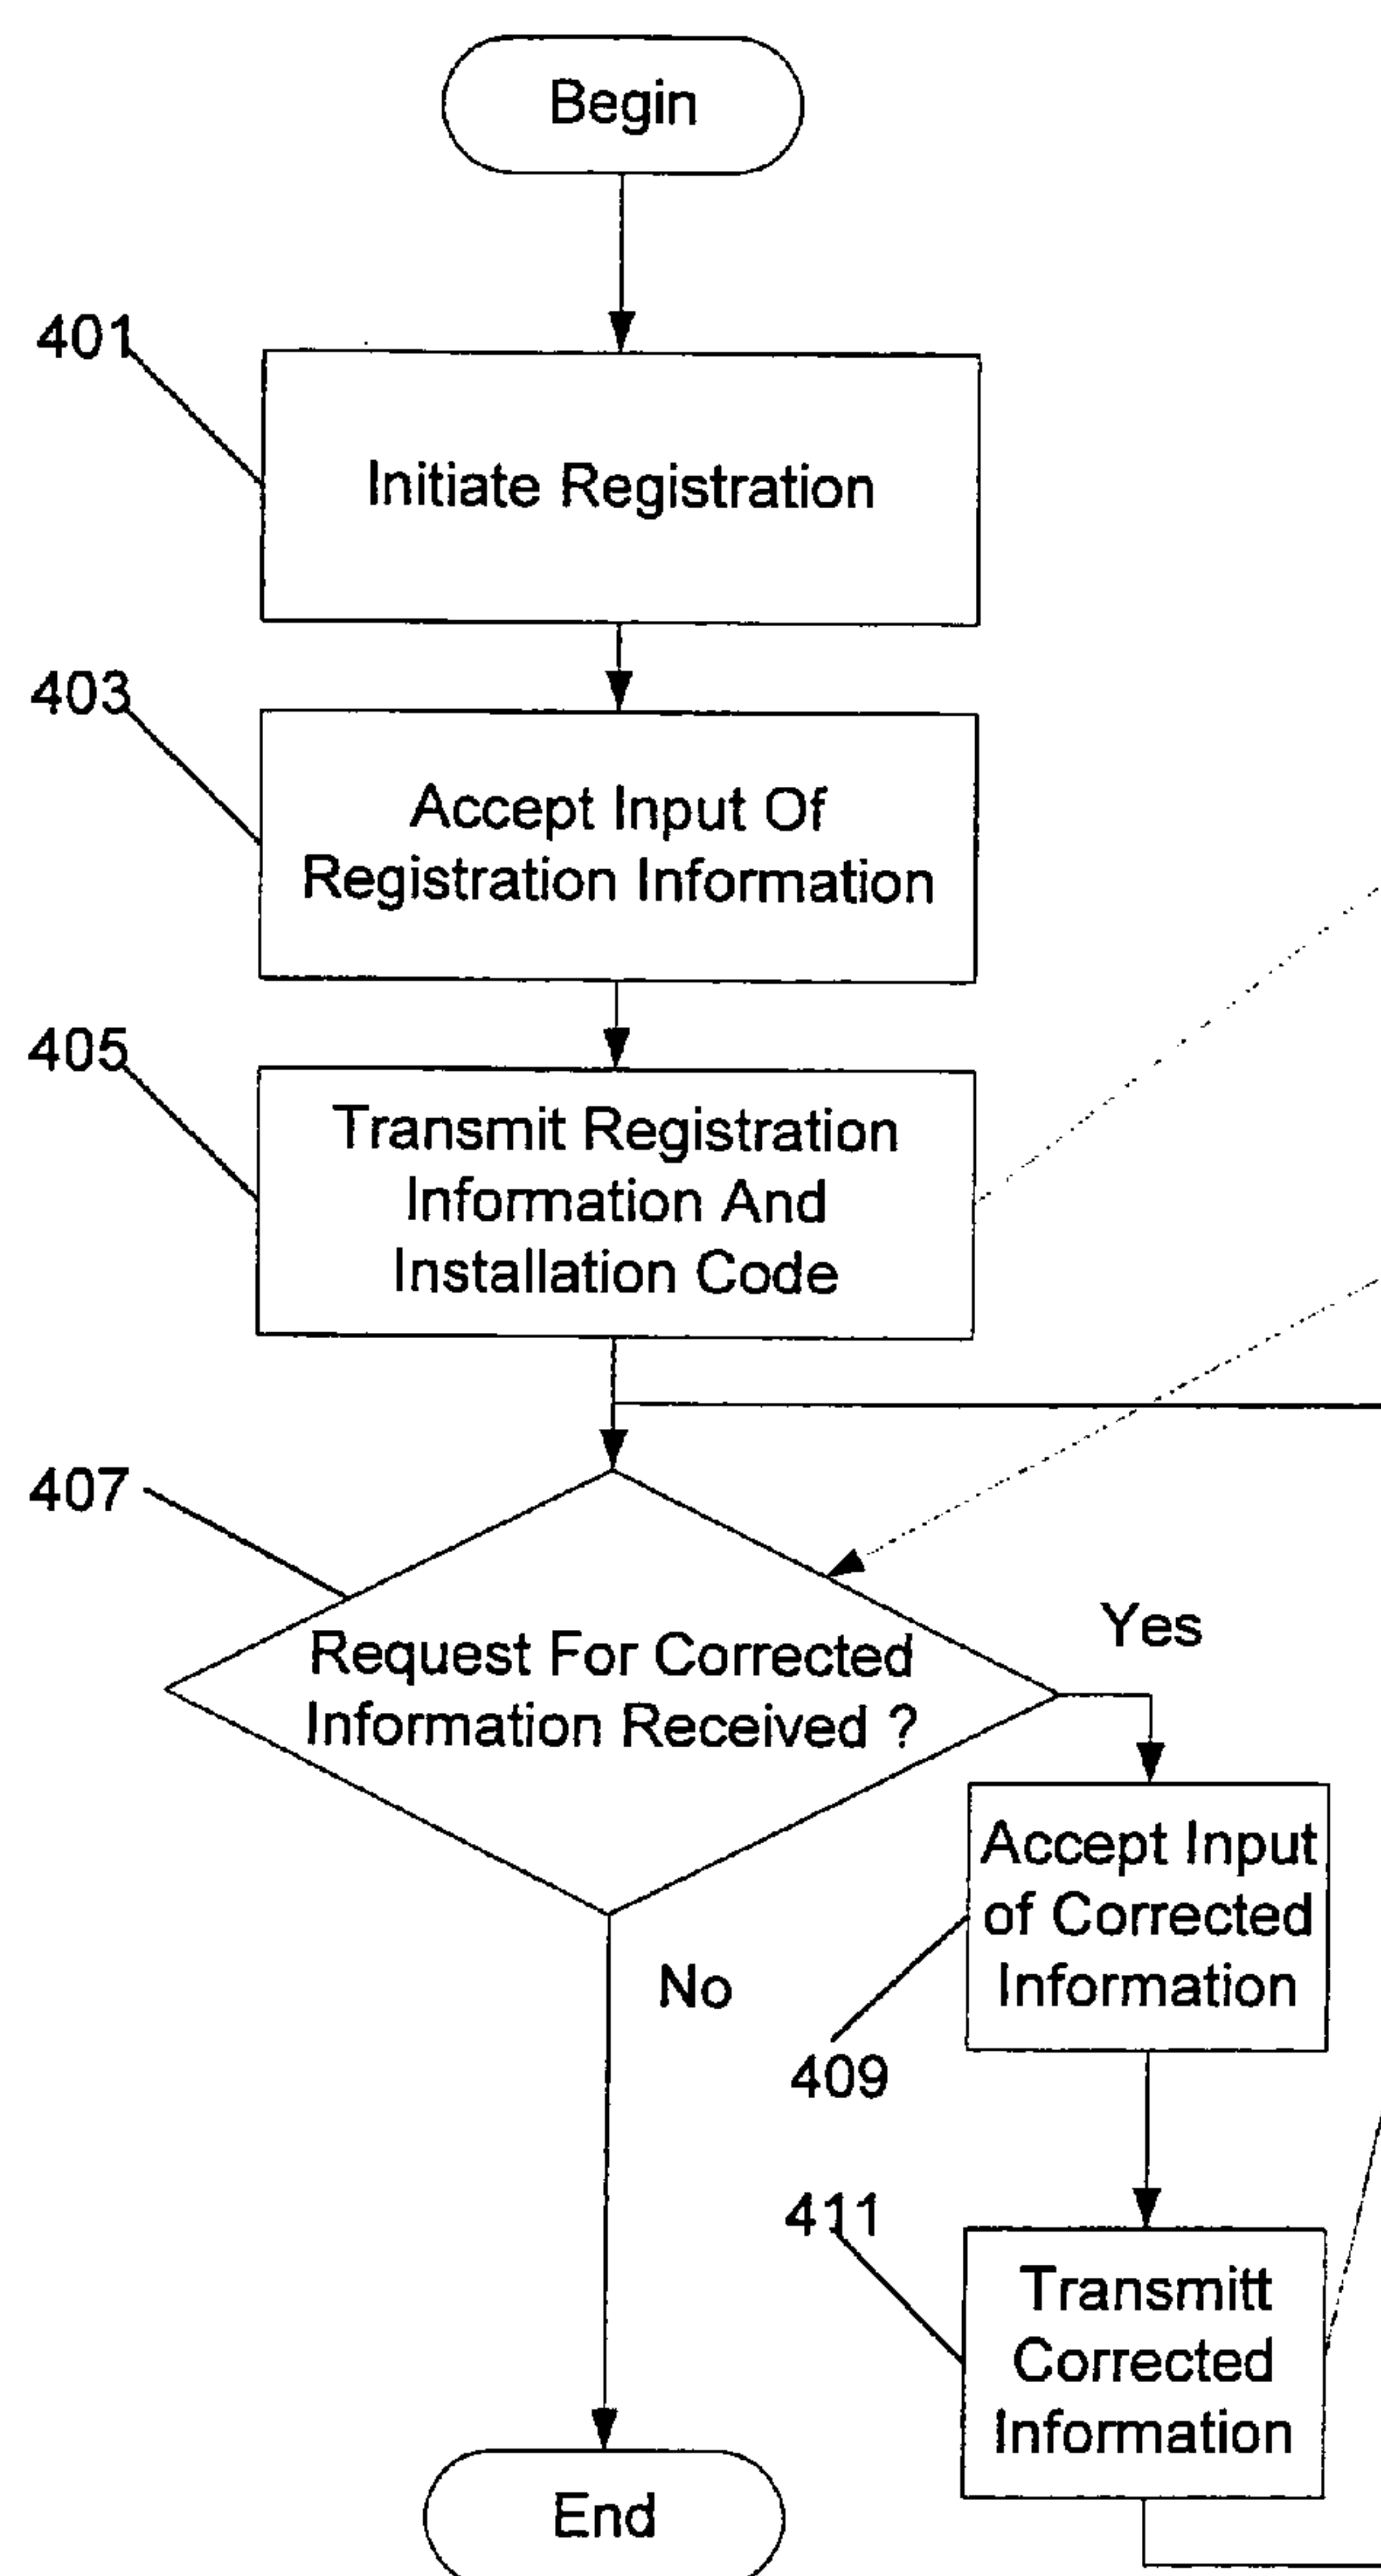 Begin
401
Initiate Registration
403
Accept Input Of
Registration Information
405
Transmit Registration
Information And
Installation Code
407
Request For Corrected
Information Received ?
Yes
No
Accept Input
of Corrected
Information
409
411
Transmitt
Corrected
Information
End